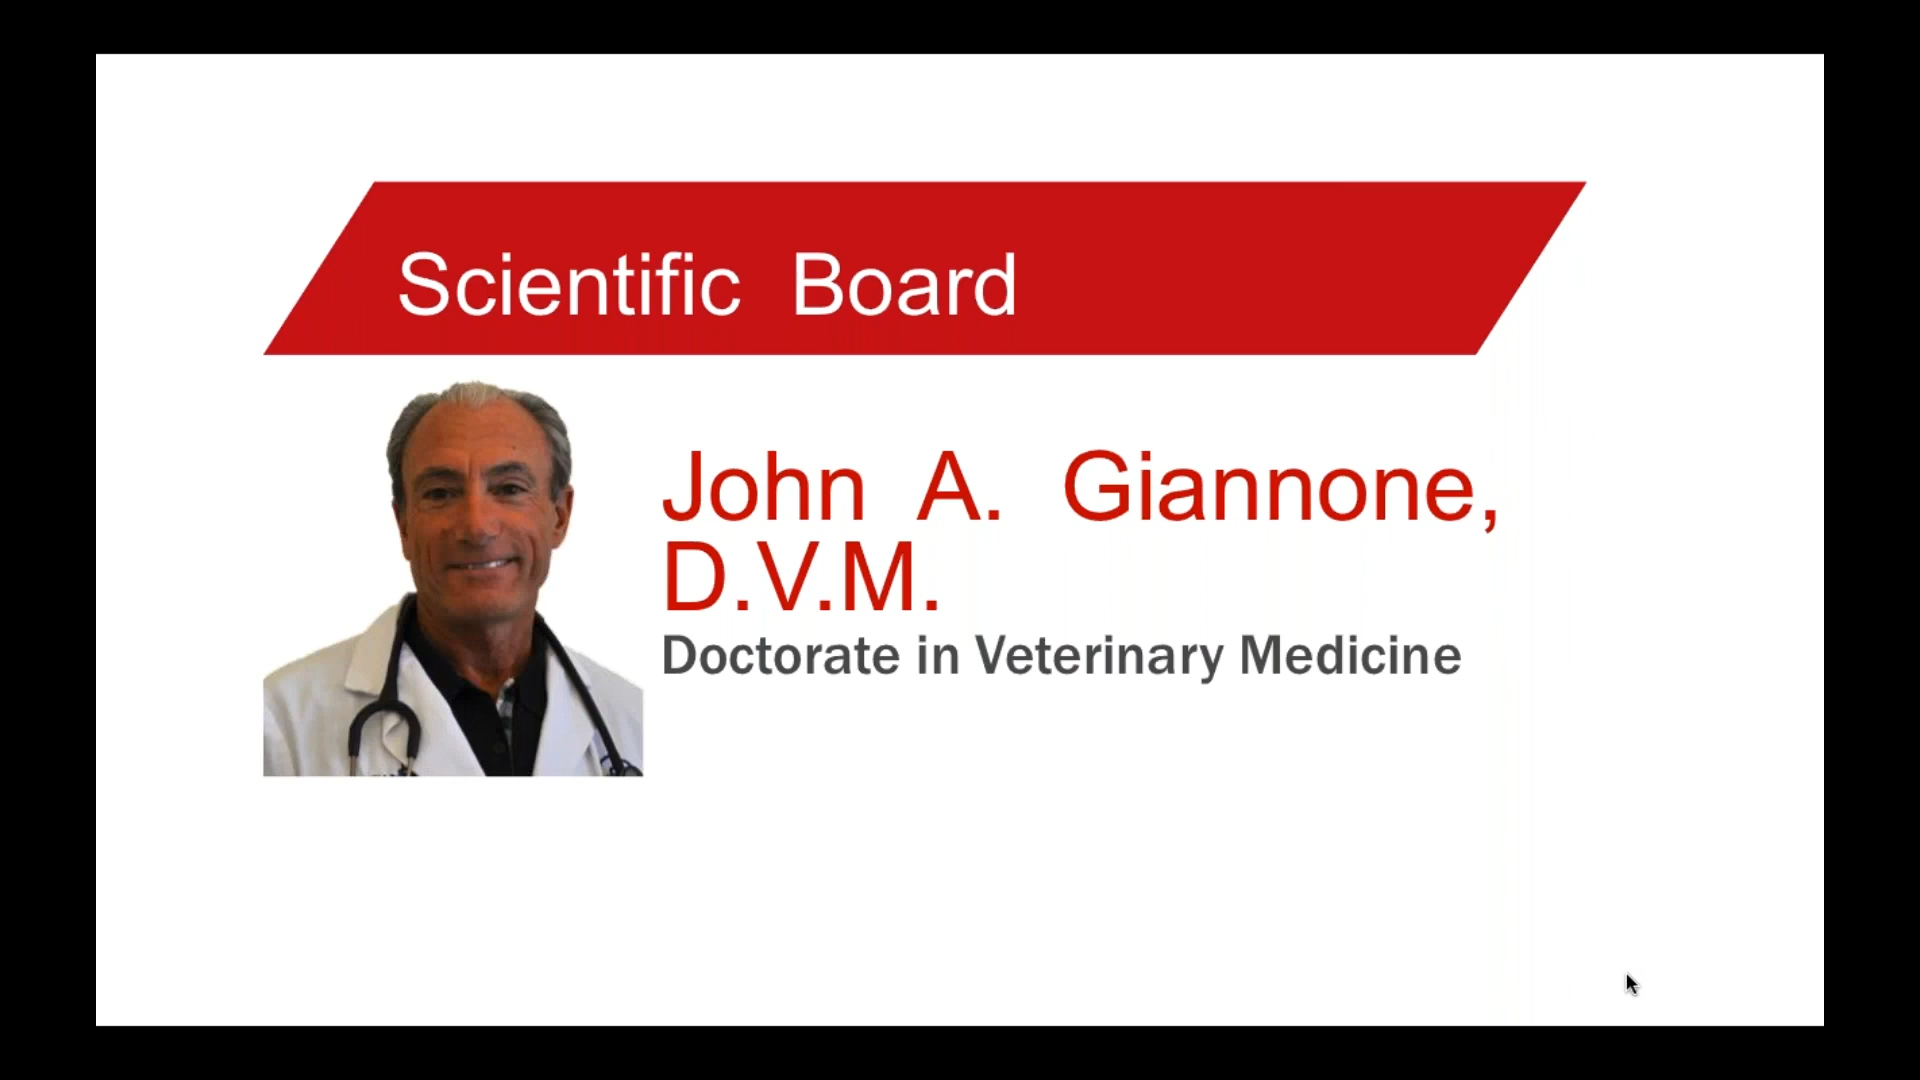 Scientific Board
John A. Giannone,
D.V.M.
Doctorate in Veterinary Medicine